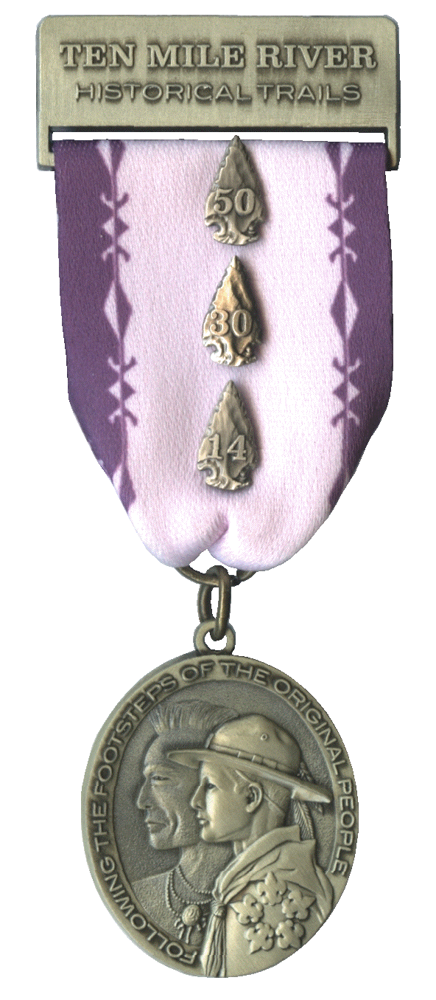 TEN MILE RIVER
HISTORICAL TRAILS
50
30
14
FOLLOWING THE FOOTSTEPS OF THE ORIGINAL PEOPLE